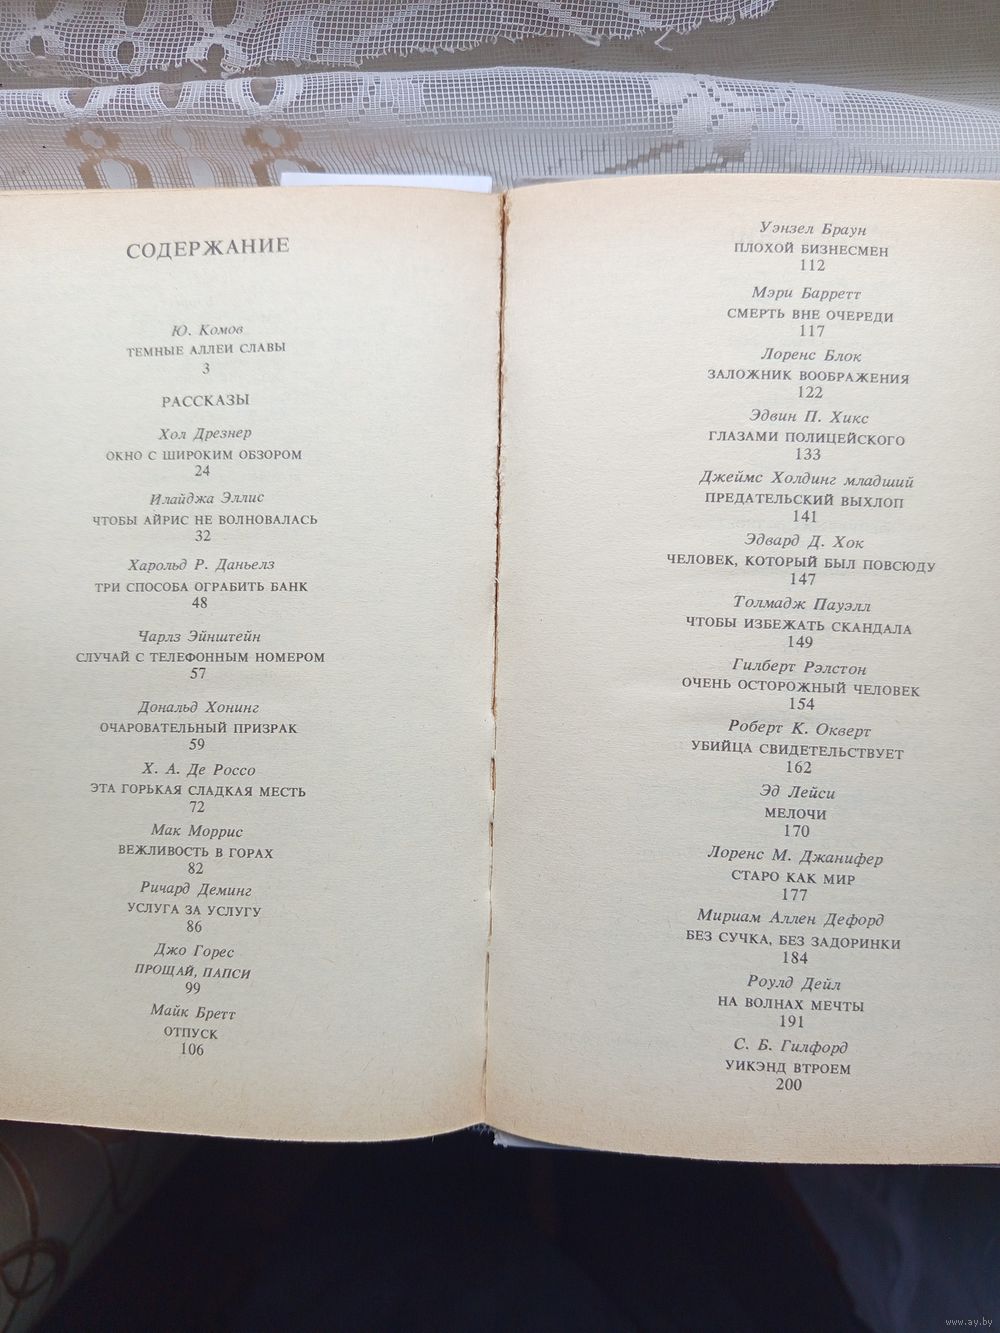 СОДЕРЖАНИЕ
Ю. Комов
ТЕМНЫЕ АЛЛЕИ СЛАВЫ
3
РАССКАЗЫ
Хол Дрезнер
ОКНО С ШИРОКИМ ОБЗОРОМ
24
Илайджа Эллис
ЧТОБЫ АЙРИС НЕ ВОЛНОВАЛАСЬ
32
Харольд Р. Даньелз
ТРИ СПОСОБА ОГРАБИТЬ БАНК
48
Чарлз Эйнштейн
СЛУЧАЙ С ТЕЛЕФОННЫМ НОМЕРОМ
57
Дональд Хонинг
ОЧАРОВАТЕЛЬНЫЙ ПРИЗРАК
59
Х. А. Де Россо
ЭТА ГОРЬКАЯ СЛАДКАЯ МЕСТЬ
72
Мак Моррис
ВЕЖЛИВОСТЬ В ГОРАХ
82
Ричард Деминг
УСЛУГА ЗА УСЛУГУ
86
Джо Горес
ПРОЩАЙ, ПАПСИ
99
Майк Бретт
ОТПУСК
106
Уэнзел Браун
ПЛОХОЙ БИЗНЕСМЕН
112
Мэри Барретт
СМЕРТЬ ВНЕ ОЧЕРЕДИ
117
Лоренс Блок
ЗАЛОЖНИК ВООБРАЖЕНИЯ
122
Эдвин П. Хикс
ГЛАЗАМИ ПОЛИЦЕЙСКОГО
133
Джеймс Холдинг младший
ПРЕДАТЕЛЬСКИЙ ВЫХЛОП
141
Эдвард Д. Хок
ЧЕЛОВЕК, КОТОРЫЙ БЫЛ ПОВСЮДУ
147
Толмадж Пауэлл
ЧТОБЫ ИЗБЕЖАТЬ СКАНДАЛА
149
Гилберт Рэлстон
ОЧЕНЬ ОСТОРОЖНЫЙ ЧЕЛОВЕК
154
Роберт К. Окверт
УБИЙЦА СВИДЕТЕЛЬСТВУЕТ
162
Эд Лейси
МЕЛОЧИ
170
Лоренс М. Джанифер
СТАРО КАК МИР
177
Мириам Аллен Дефорд
БЕЗ СУЧКА, БЕЗ ЗАДОРИНКИ
184
Роулд Дейл
НА ВОЛНАХ МЕЧТЫ
191
С. Б. Гилфорд
УИКЭНД ВТРОЕМ
200
www.ay.by